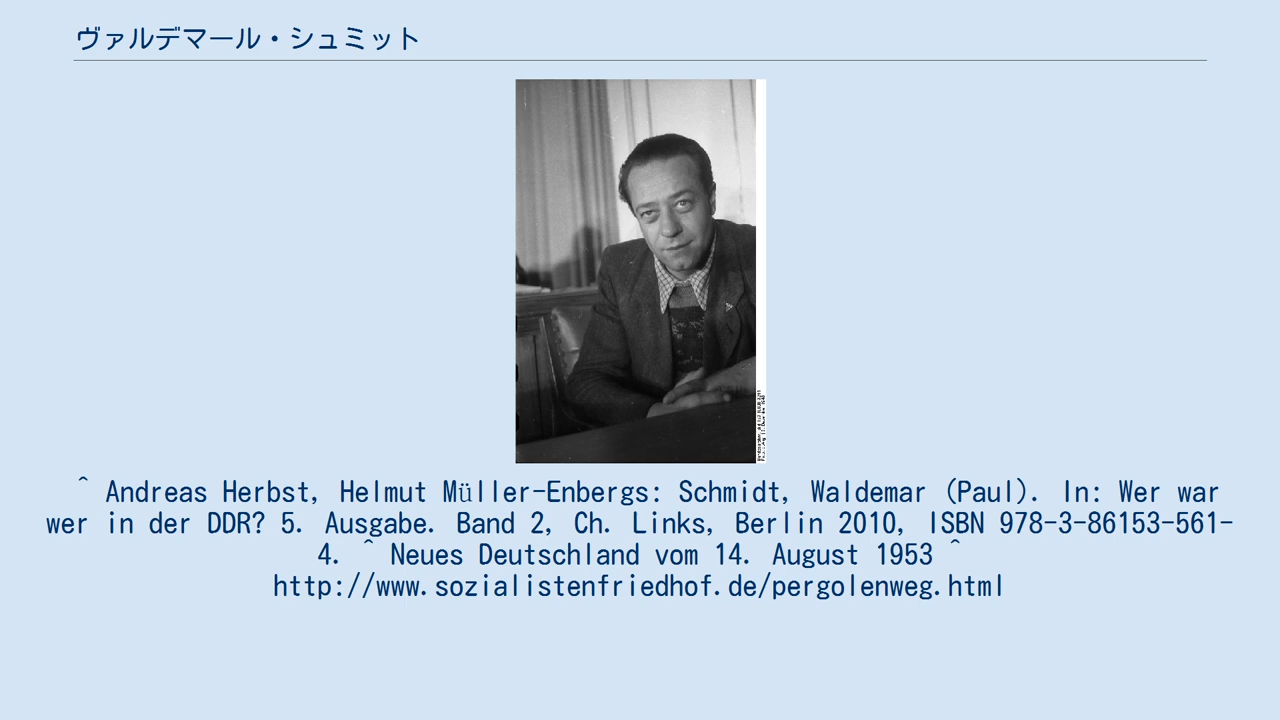 ヴァルデマール・シュミット
^ Andreas Herbst, Helmut Müller-Enbergs: Schmidt, Waldemar (Paul). In: Wer war
wer in der DDR? 5. Ausgabe. Band 2, Ch. Links, Berlin 2010, ISBN 978-3-86153-561-
4. ^ Neues Deutschland vom 14. August 1953 ^
http://www.sozialistenfriedhof.de/pergolenweg.html